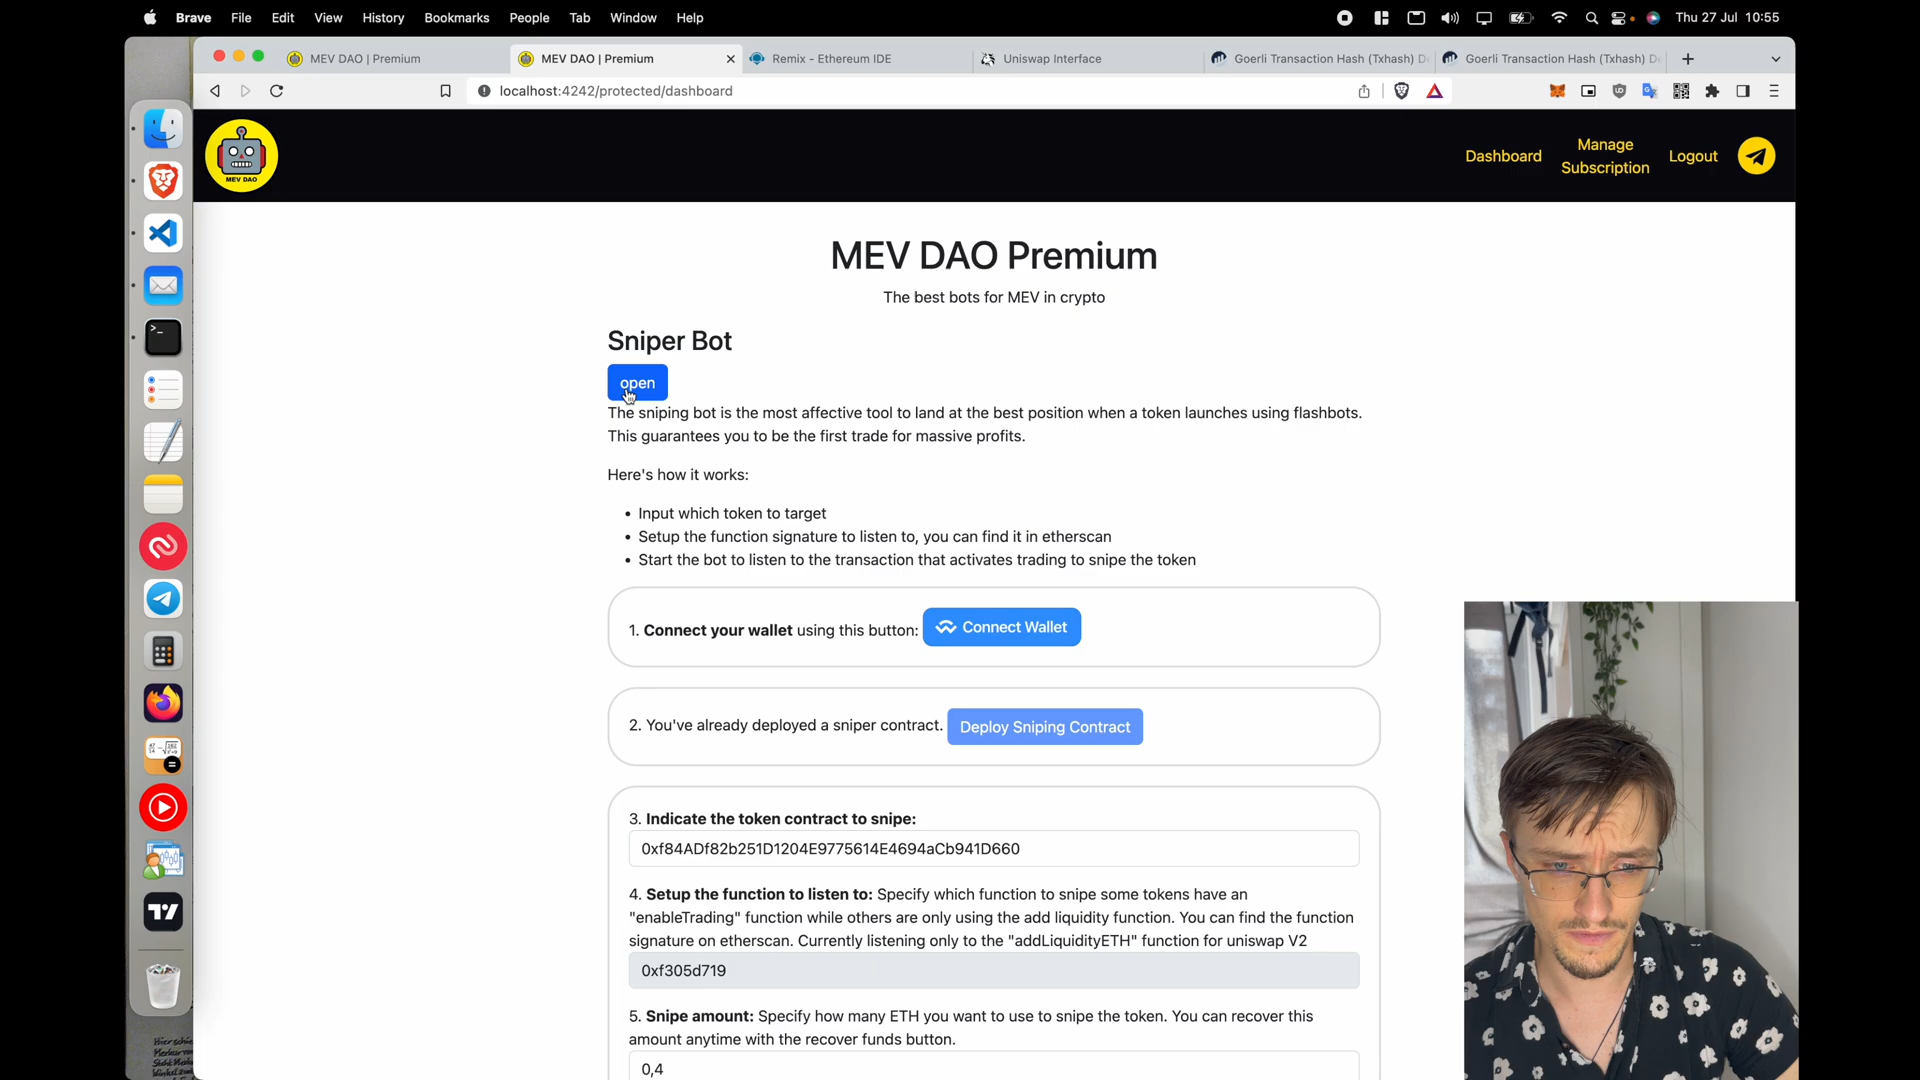 Brave File Edit View History Bookmarks People Tab Window Help Thu 27 Jul 10:55
MEV DAO | Premium MEV DAO | Premium Remix - Ethereum IDE Uniswap Interface Goerli Transaction Hash (Txhash) D Goerli Transaction Hash (Txhash) D
localhost:4242/protected/dashboard
MEV DAO
Dashboard
Manage
Subscription
Logout
MEV DAO Premium
The best bots for MEV in crypto
Sniper Bot
open
The sniping bot is the most affective tool to land at the best position when a token launches using flashbots.
This guarantees you to be the first trade for massive profits.
Here's how it works:
• Input which token to target
• Setup the function signature to listen to, you can find it in etherscan
• Start the bot to listen to the transaction that activates trading to snipe the token
1. Connect your wallet using this button: Connect Wallet
2. You've already deployed a sniper contract. Deploy Sniping Contract
3. Indicate the token contract to snipe:
0xf84ADf82b251D1204E9775614E4694aCb941D660
4. Setup the function to listen to: Specify which function to snipe some tokens have an
"enableTrading" function while others are only using the add liquidity function. You can find the function
signature on etherscan. Currently listening only to the "addLiquidityETH" function for uniswap V2
0xf305d719
5. Snipe amount: Specify how many ETH you want to use to snipe the token. You can recover this
amount anytime with the recover funds button.
0,4